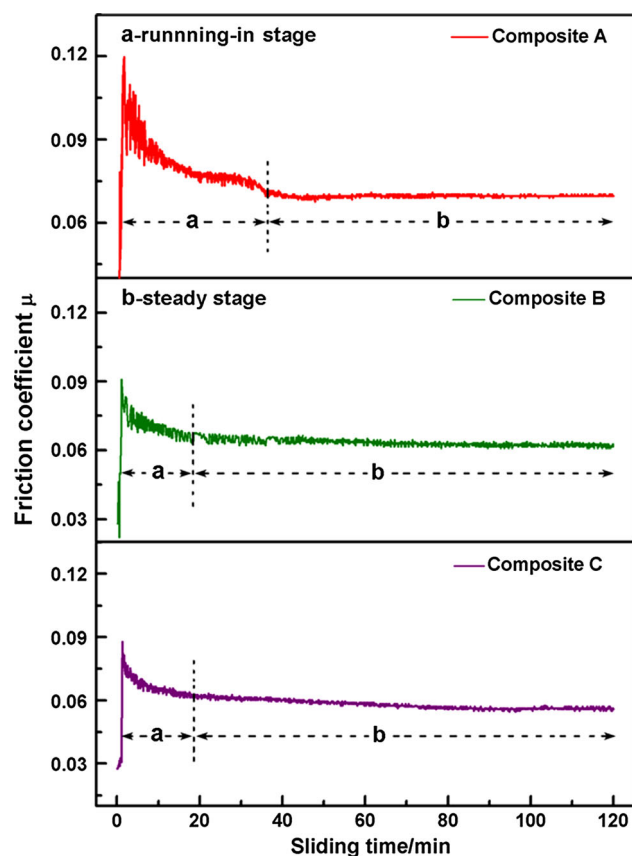 a-runnning-in stage
Composite A
0.12
0.09
0.06
a
b
b-steady stage
Composite B
0.12
0.09
0.06
0.03
a
b
Composite C
0.12
0.09
0.06
0.03
a
b
Friction coefficient μ
0 20 40 60 80 100 120
Sliding time/min